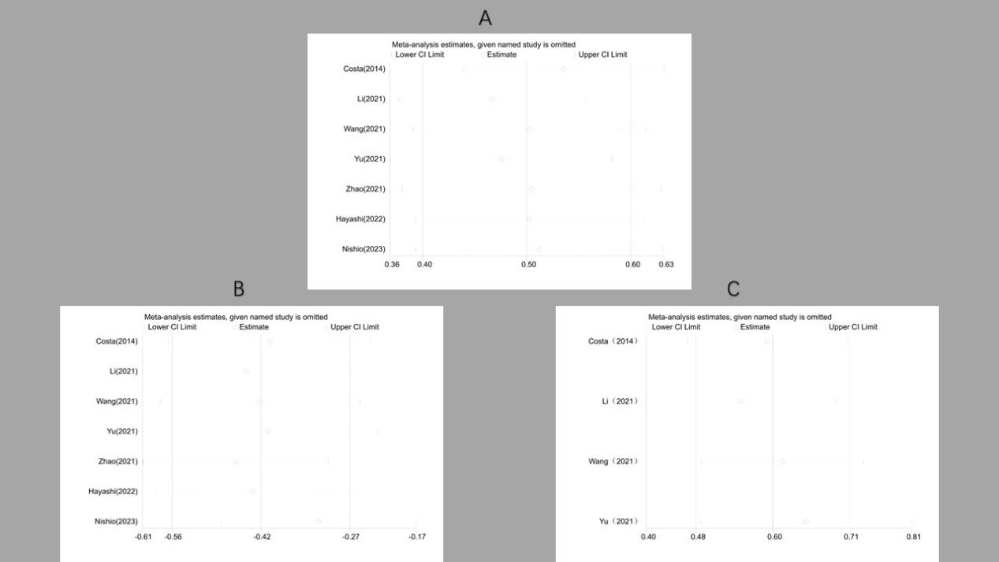 A
Meta-analysis estimates, given named study is omitted
Lower CI Limit Estimate Upper CI Limit
Costa(2014)
Li(2021)
Wang(2021)
Yu(2021)
Zhao(2021)
Hayashi(2022)
Nishio(2023)
0.36 0.40 0.50 0.60 0.63
B
Meta-analysis estimates, given named study is omitted
Lower CI Limit Estimate Upper CI Limit
Costa(2014)
Li(2021)
Wang(2021)
Yu(2021)
Zhao(2021)
Hayashi(2022)
Nishio(2023)
-0.61 -0.56 -0.42 -0.27 -0.17
C
Meta-analysis estimates, given named study is omitted
Lower CI Limit Estimate Upper CI Limit
Costa（2014）
Li（2021）
Wang（2021）
Yu（2021）
0.40 0.48 0.60 0.71 0.81